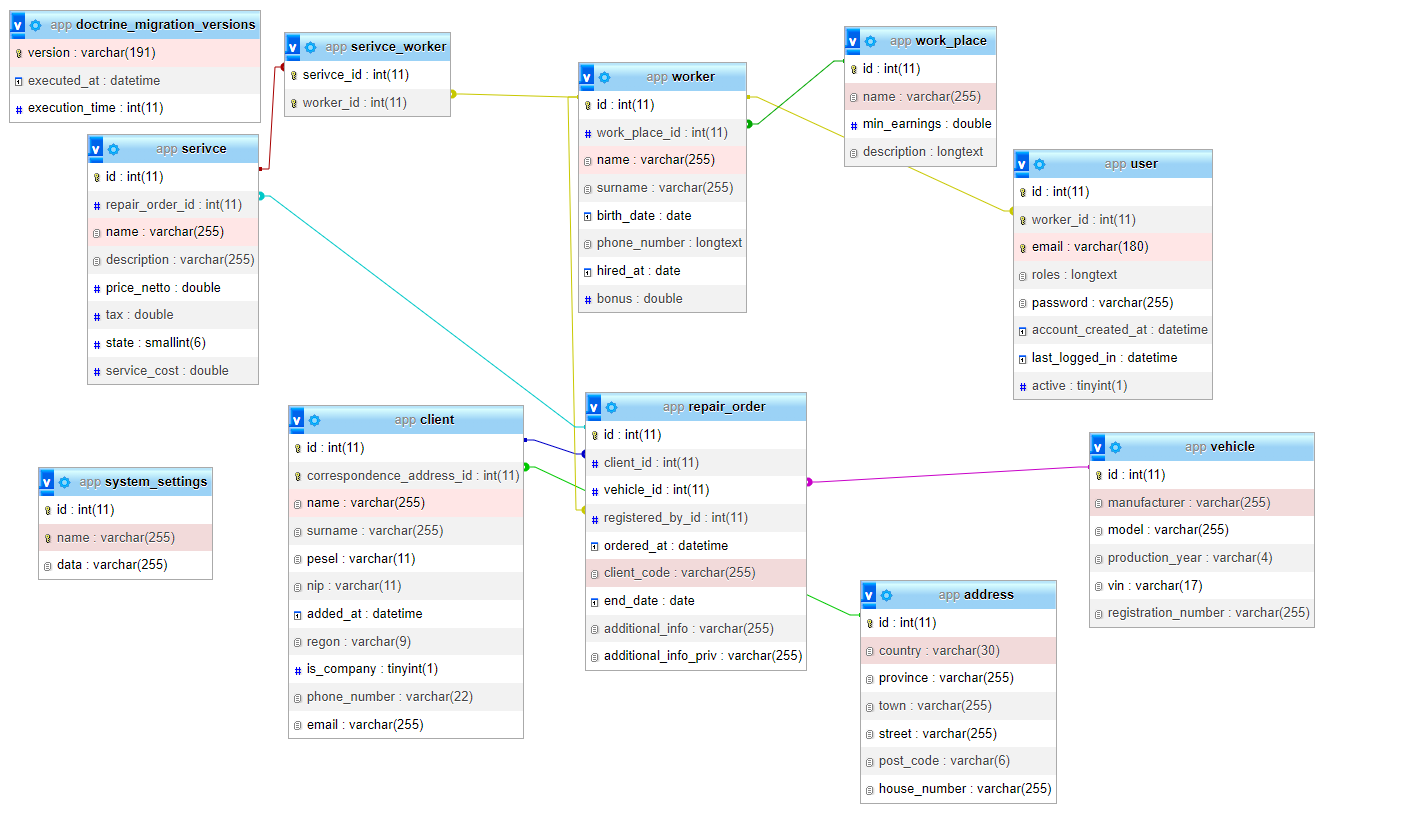 app doctrine_migration_versions
version : varchar(191)
executed_at : datetime
execution_time : int(11)
app serivce_worker
serivce_id : int(11)
worker_id : int(11)
app worker
id : int(11)
work_place_id : int(11)
name : varchar(255)
surname : varchar(255)
birth_date : date
phone_number : longtext
hired_at : date
bonus : double
app work_place
id : int(11)
name : varchar(255)
min_earnings : double
description : longtext
app serivce
id : int(11)
repair_order_id : int(11)
name : varchar(255)
description : varchar(255)
price_netto : double
tax : double
state : smallint(6)
service_cost : double
app user
id : int(11)
worker_id : int(11)
email : varchar(180)
roles : longtext
password : varchar(255)
account_created_at : datetime
last_logged_in : datetime
active : tinyint(1)
app client
id : int(11)
correspondence_address_id : int(11)
name : varchar(255)
surname : varchar(255)
pesel : varchar(11)
nip : varchar(11)
added_at : datetime
regon : varchar(9)
is_company : tinyint(1)
phone_number : varchar(22)
email : varchar(255)
app repair_order
id : int(11)
client_id : int(11)
vehicle_id : int(11)
registered_by_id : int(11)
ordered_at : datetime
client_code : varchar(255)
end_date : date
additional_info : varchar(255)
additional_info_priv : varchar(255)
app vehicle
id : int(11)
manufacturer : varchar(255)
model : varchar(255)
production_year : varchar(4)
vin : varchar(17)
registration_number : varchar(255)
app system_settings
id : int(11)
name : varchar(255)
data : varchar(255)
app address
id : int(11)
country : varchar(30)
province : varchar(255)
town : varchar(255)
street : varchar(255)
post_code : varchar(6)
house_number : varchar(255)